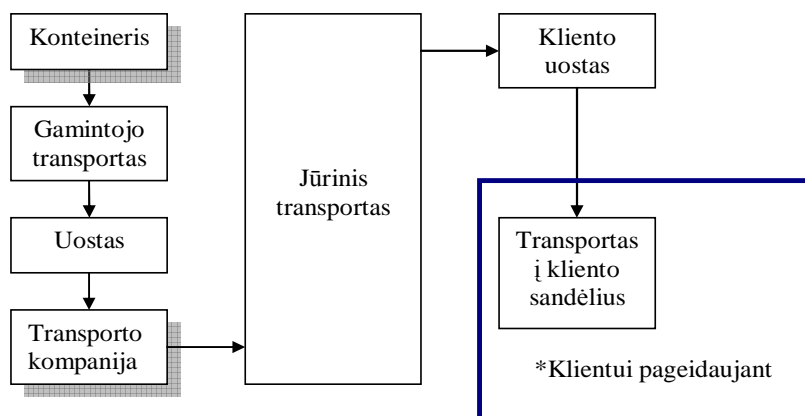 Konteineris
Gamintojo
transportas
Uostas
Transporto
kompanija
Jūrinis
transportas
Kliento
uostas
Transportas
į kliento
sandėlius
*Klientui pageidaujant